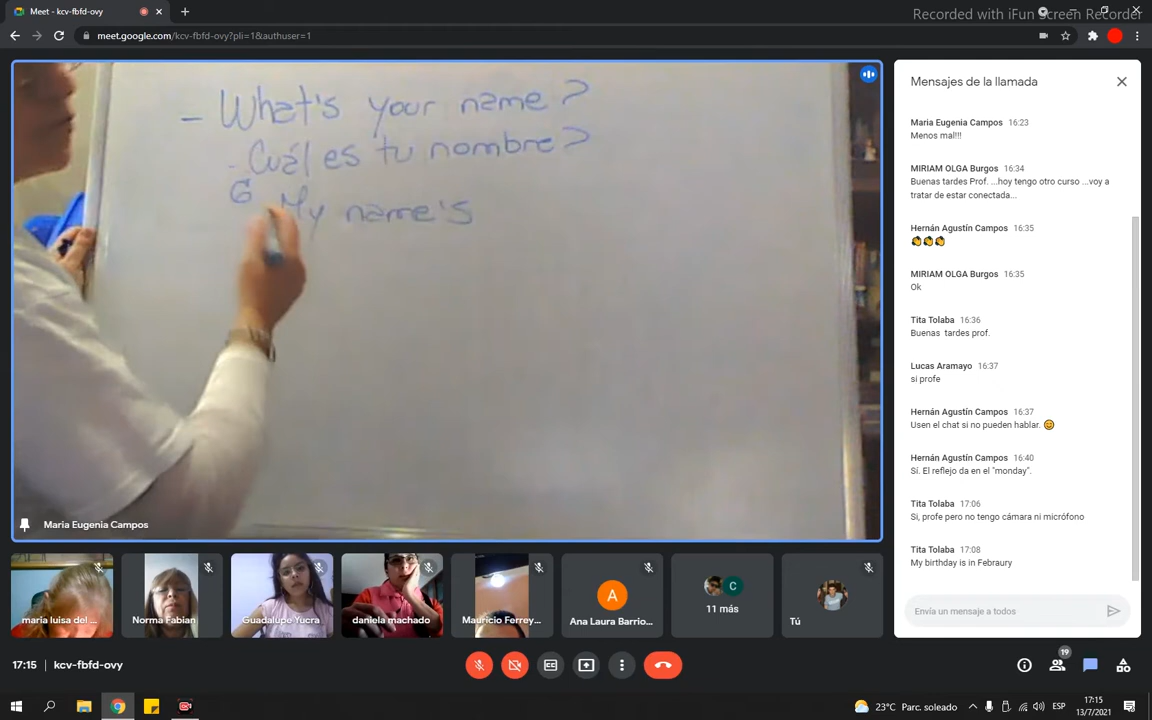 Meet - kcv-fbfd-ovy
Recorded with iFun Screen Recorder
meet.google.com/kcv-fbfd-ovy?pli=1&authuser=1
- What's your name?
- Cuál es tu nombre?
G My name's
Maria Eugenia Campos
maria luisa del ...
Norma Fabian
Guadalupe Yucra
daniela machado
Mauricio Ferrey...
A
Ana Laura Barrio...
C
11 más
Tú
Mensajes de la llamada
Maria Eugenia Campos 16:23
Menos mal!!!
MIRIAM OLGA Burgos 16:34
Buenas tardes Prof. ...hoy tengo otro curso ...voy a
tratar de estar conectada...
Hernán Agustín Campos 16:35
👏👏👏
MIRIAM OLGA Burgos 16:35
Ok
Tita Tolaba 16:36
Buenas tardes prof.
Lucas Aramayo 16:37
si profe
Hernán Agustín Campos 16:37
Usen el chat si no pueden hablar. 😊
Hernán Agustín Campos 16:40
Sí. El reflejo da en el "monday".
Tita Tolaba 17:06
Si, profe pero no tengo cámara ni micrófono
Tita Tolaba 17:08
My birthday is in Febraury
Envía un mensaje a todos
17:15 | kcv-fbfd-ovy
19
23°C Parc. soleado
ESP
17:15
13/7/2021